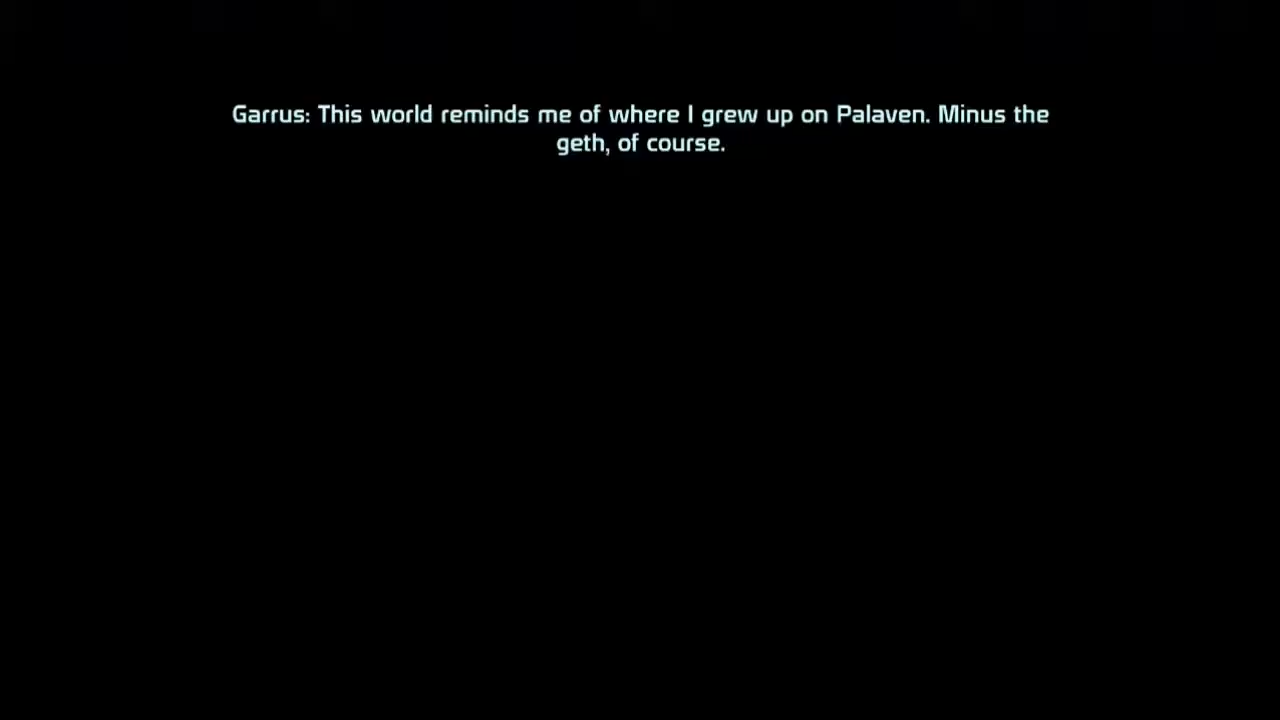 Garrus: This world reminds me of where I grew up on Palaven. Minus the
geth, of course.